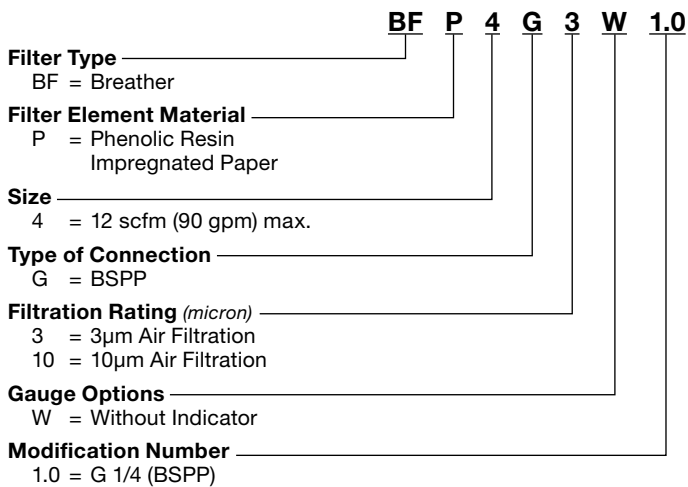 BF P 4 G 3 W 1.0
Filter Type
BF = Breather
Filter Element Material
P = Phenolic Resin
Impregnated Paper
Size
4 = 12 scfm (90 gpm) max.
Type of Connection
G = BSPP
Filtration Rating (micron)
3 = 3µm Air Filtration
10 = 10µm Air Filtration
Gauge Options
W = Without Indicator
Modification Number
1.0 = G 1/4 (BSPP)